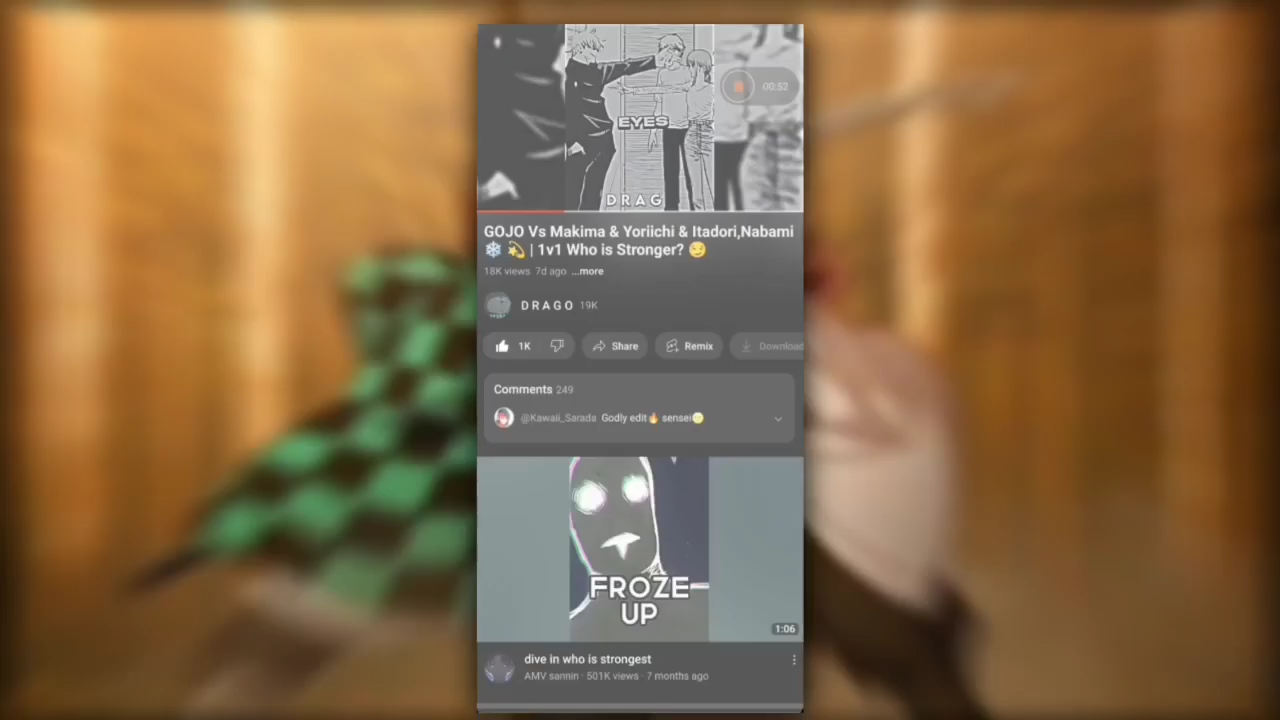 00:52
EYES
DRAG
GOJO Vs Makima & Yoriichi & Itadori,Nabami
❄️ 💫 | 1v1 Who is Stronger? 😏
18K views 7d ago ...more
DRAGO 19K
1K Share Remix Download
Comments 249
@Kawaii_Sarada Godly edit🔥 sensei🌝
FROZE
UP
1:06
dive in who is strongest
AMV sannin · 501K views · 7 months ago